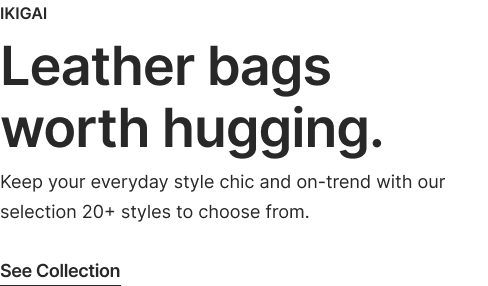 IKIGAI
Leather bags
worth hugging.
Keep your everyday style chic and on-trend with our
selection 20+ styles to choose from.
See Collection